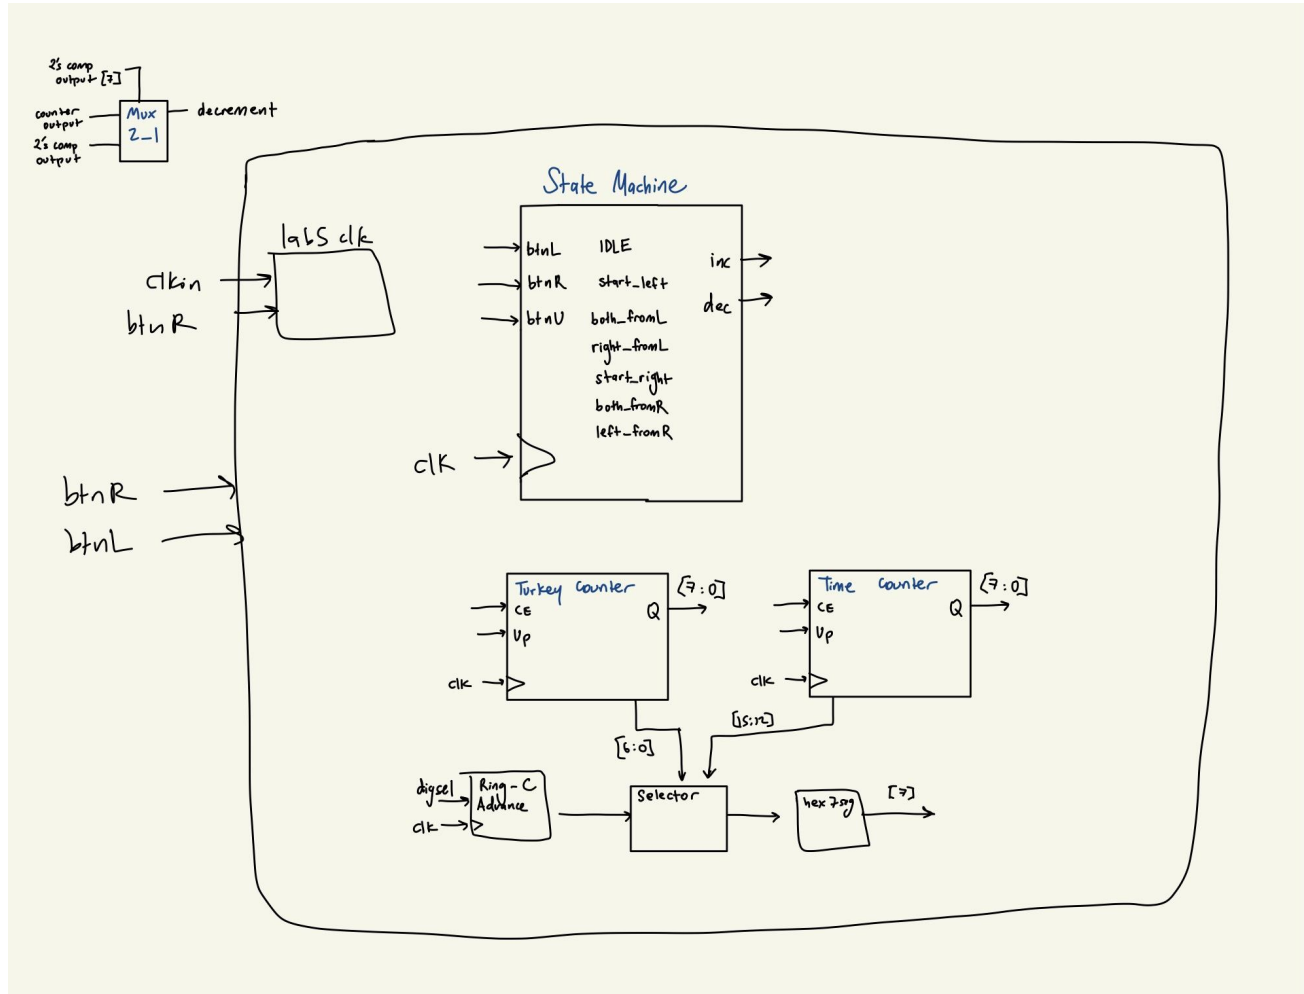 2's comp
output [7]
counter
output
2's comp
output
Mux
2_1
decrement
State Machine
lab5 clk
clkin
btnR
btnL
btnR
btnU
IDLE
start_left
both_fromL
right_fromL
start_right
both_fromR
left_fromR
inc
dec
clk
btnR
btnL
Turkey Counter
CE
Up
clk
Q
[7:0]
Time Counter
CE
Up
clk
Q
[7:0]
[6:0]
[15:12]
digsel
clk
Ring-C
Advance
Selector
hex7seg
[7]